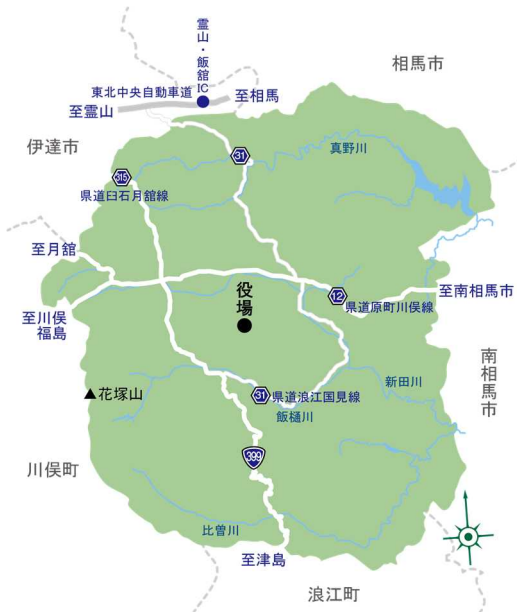 霊山・飯舘IC
相馬市
東北中央自動車道
至相馬
至霊山
伊達市
31
真野川
315
県道臼石月舘線
至月舘
役場
12
至南相馬市
県道原町川俣線
至川俣
福島
南相馬市
新田川
▲花塚山
31
県道浪江国見線
飯樋川
399
川俣町
比曽川
至津島
浪江町